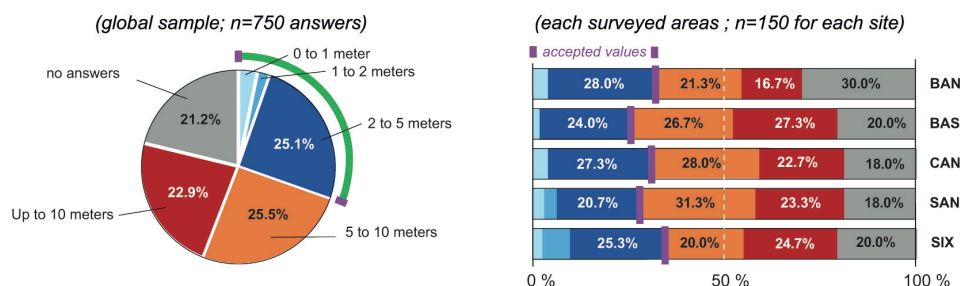 (global sample; n=750 answers)
0 to 1 meter
1 to 2 meters
no answers
21.2%
25.1%
2 to 5 meters
22.9%
Up to 10 meters
25.5%
5 to 10 meters
(each surveyed areas ; n=150 for each site)
accepted values
28.0% 21.3% 16.7% 30.0% BAN
24.0% 26.7% 27.3% 20.0% BAS
27.3% 28.0% 22.7% 18.0% CAN
20.7% 31.3% 23.3% 18.0% SAN
25.3% 20.0% 24.7% 20.0% SIX
0 % 50 % 100 %